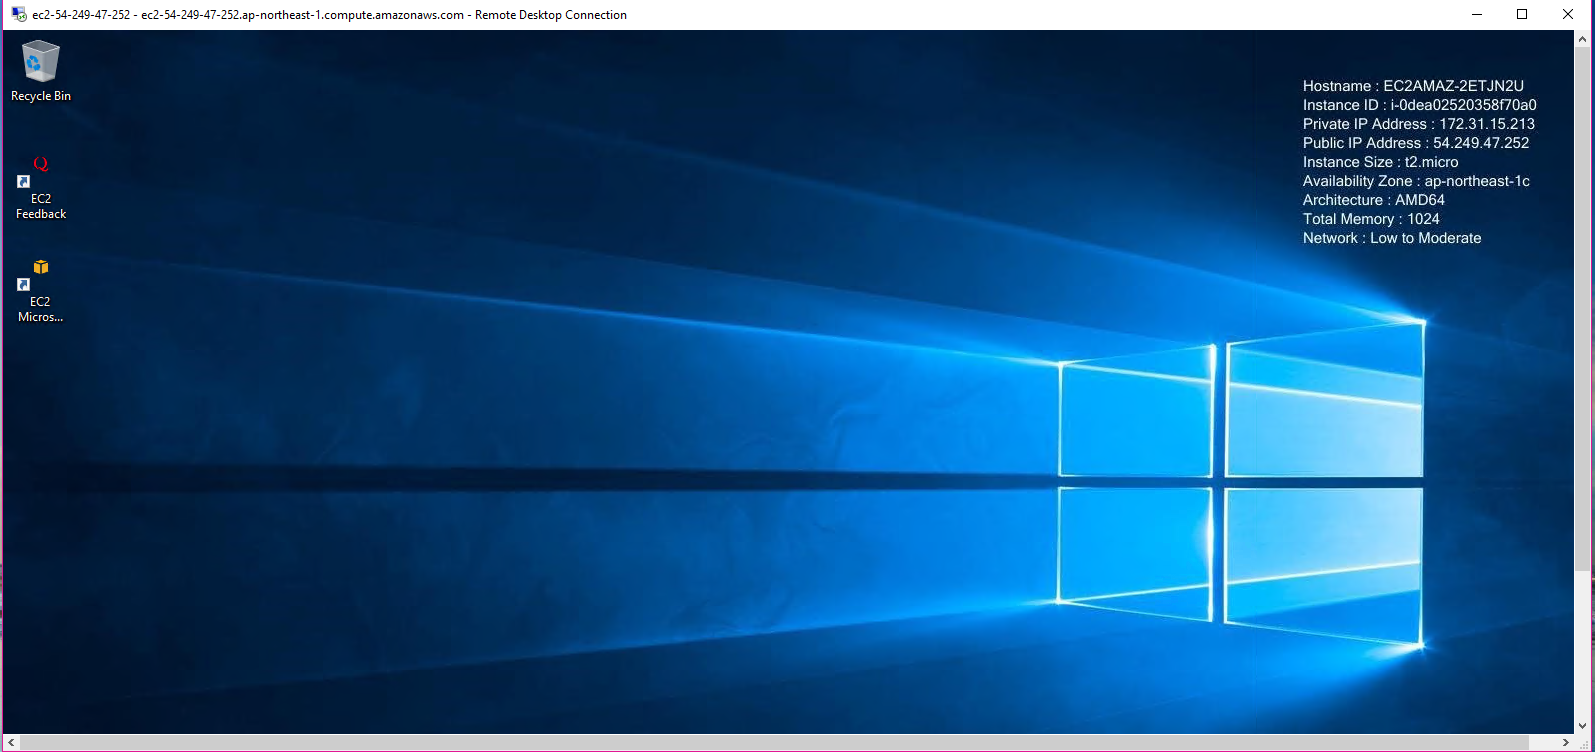 ec2-54-249-47-252 - ec2-54-249-47-252.ap-northeast-1.compute.amazonaws.com - Remote Desktop Connection
Recycle Bin
EC2
Feedback
EC2
Micros...
Hostname : EC2AMAZ-2ETJN2U
Instance ID : i-0dea02520358f70a0
Private IP Address : 172.31.15.213
Public IP Address : 54.249.47.252
Instance Size : t2.micro
Availability Zone : ap-northeast-1c
Architecture : AMD64
Total Memory : 1024
Network : Low to Moderate